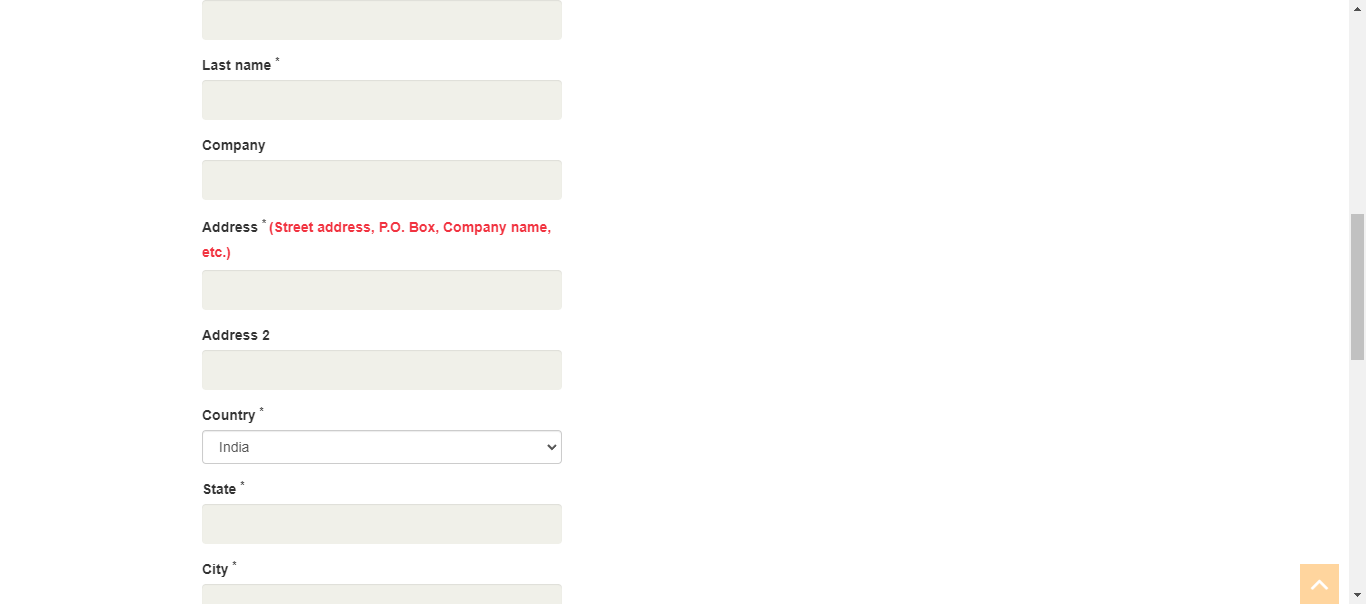 Last name *
Company
Address * (Street address, P.O. Box, Company name,
etc.)
Address 2
Country *
India
State *
City *